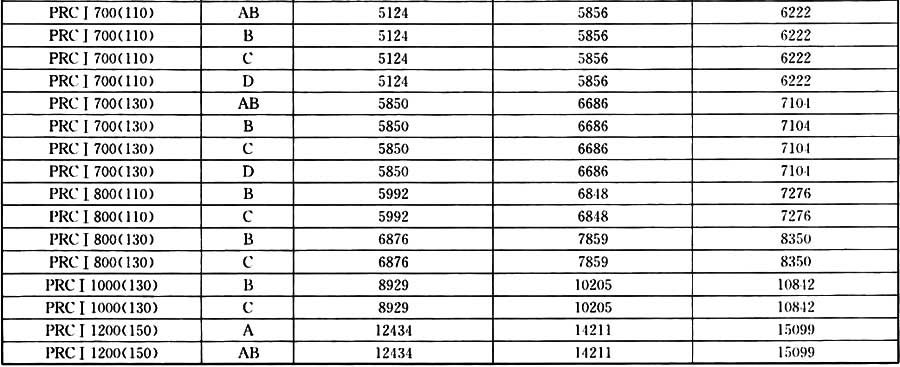 PRC Ⅰ 700(110) AB 5124 5856 6222
PRC Ⅰ 700(110) B 5124 5856 6222
PRC Ⅰ 700(110) C 5124 5856 6222
PRC Ⅰ 700(110) D 5124 5856 6222
PRC Ⅰ 700(130) AB 5850 6686 7104
PRC Ⅰ 700(130) B 5850 6686 7104
PRC Ⅰ 700(130) C 5850 6686 7104
PRC Ⅰ 700(130) D 5850 6686 7104
PRC Ⅰ 800(110) B 5992 6848 7276
PRC Ⅰ 800(110) C 5992 6848 7276
PRC Ⅰ 800(130) B 6876 7859 8350
PRC Ⅰ 800(130) C 6876 7859 8350
PRC Ⅰ 1000(130) B 8929 10205 10842
PRC Ⅰ 1000(130) C 8929 10205 10842
PRC Ⅰ 1200(150) A 12434 14211 15099
PRC Ⅰ 1200(150) AB 12434 14211 15099